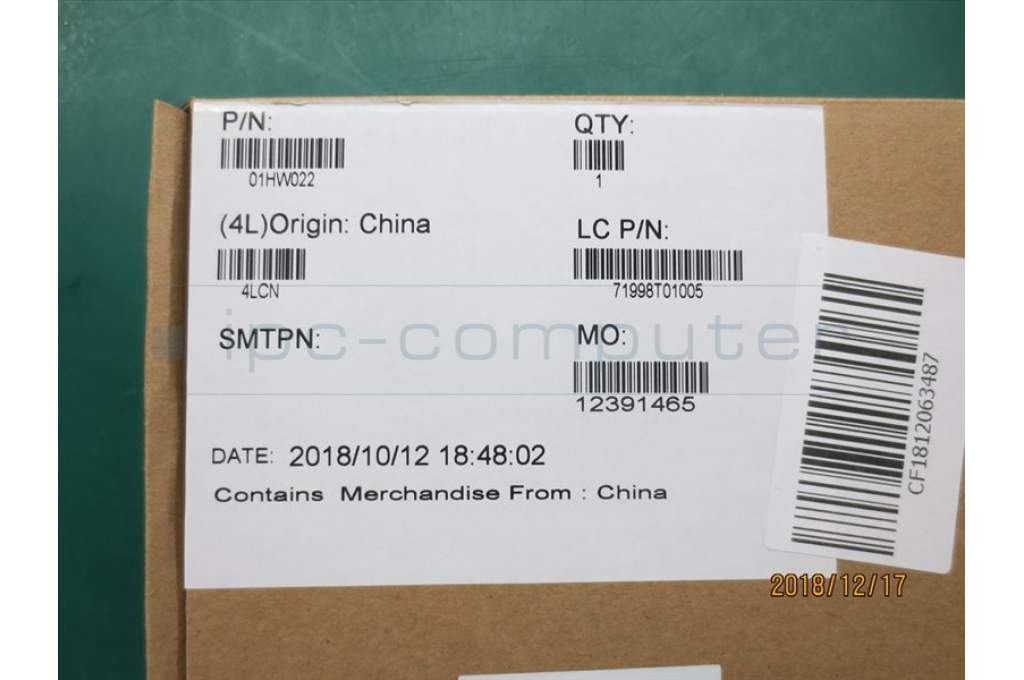 P/N:
01HW022
QTY:
1
(4L)Origin: China
4LCN
LC P/N:
71998T01005
SMTPN:
MO:
12391465
ipc-computer
DATE: 2018/10/12 18:48:02
Contains Merchandise From : China
CF1812063487
2018/12/17